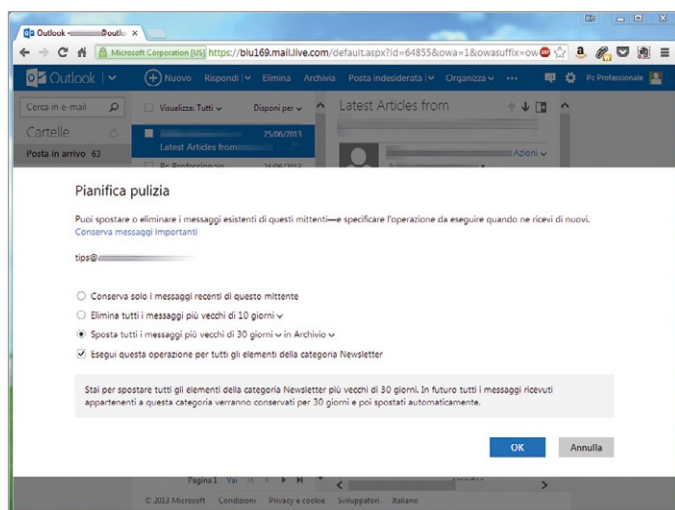 Outlook - @outlo
Microsoft Corporation [US] https://blu169.mail.live.com/default.aspx?id=64855&owa=1&owasuffix=ow
Outlook Nuovo Rispondi Elimina Archivia Posta indesiderata Organizza ... Pc Professionale
Cerca in e-mail Visualizza: Tutti Disponi per Latest Articles from
Cartelle 25/06/2013
Latest Articles from Azioni
Posta in arrivo 63
Pc Professionale
Pianifica pulizia
Puoi spostare o eliminare i messaggi esistenti di questi mittenti—e specificare l'operazione da eseguire quando ne ricevi di nuovi.
Conserva messaggi importanti
tips@
Conserva solo i messaggi recenti di questo mittente
Elimina tutti i messaggi più vecchi di 10 giorni
Sposta tutti i messaggi più vecchi di 30 giorni in Archivio
Esegui questa operazione per tutti gli elementi della categoria Newsletter
Stai per spostare tutti gli elementi della categoria Newsletter più vecchi di 30 giorni. In futuro tutti i messaggi ricevuti
appartenenti a questa categoria verranno conservati per 30 giorni e poi spostati automaticamente.
OK Annulla
Pagina 1 Vai
© 2013 Microsoft Condizioni Privacy e cookie Sviluppatori Italiano